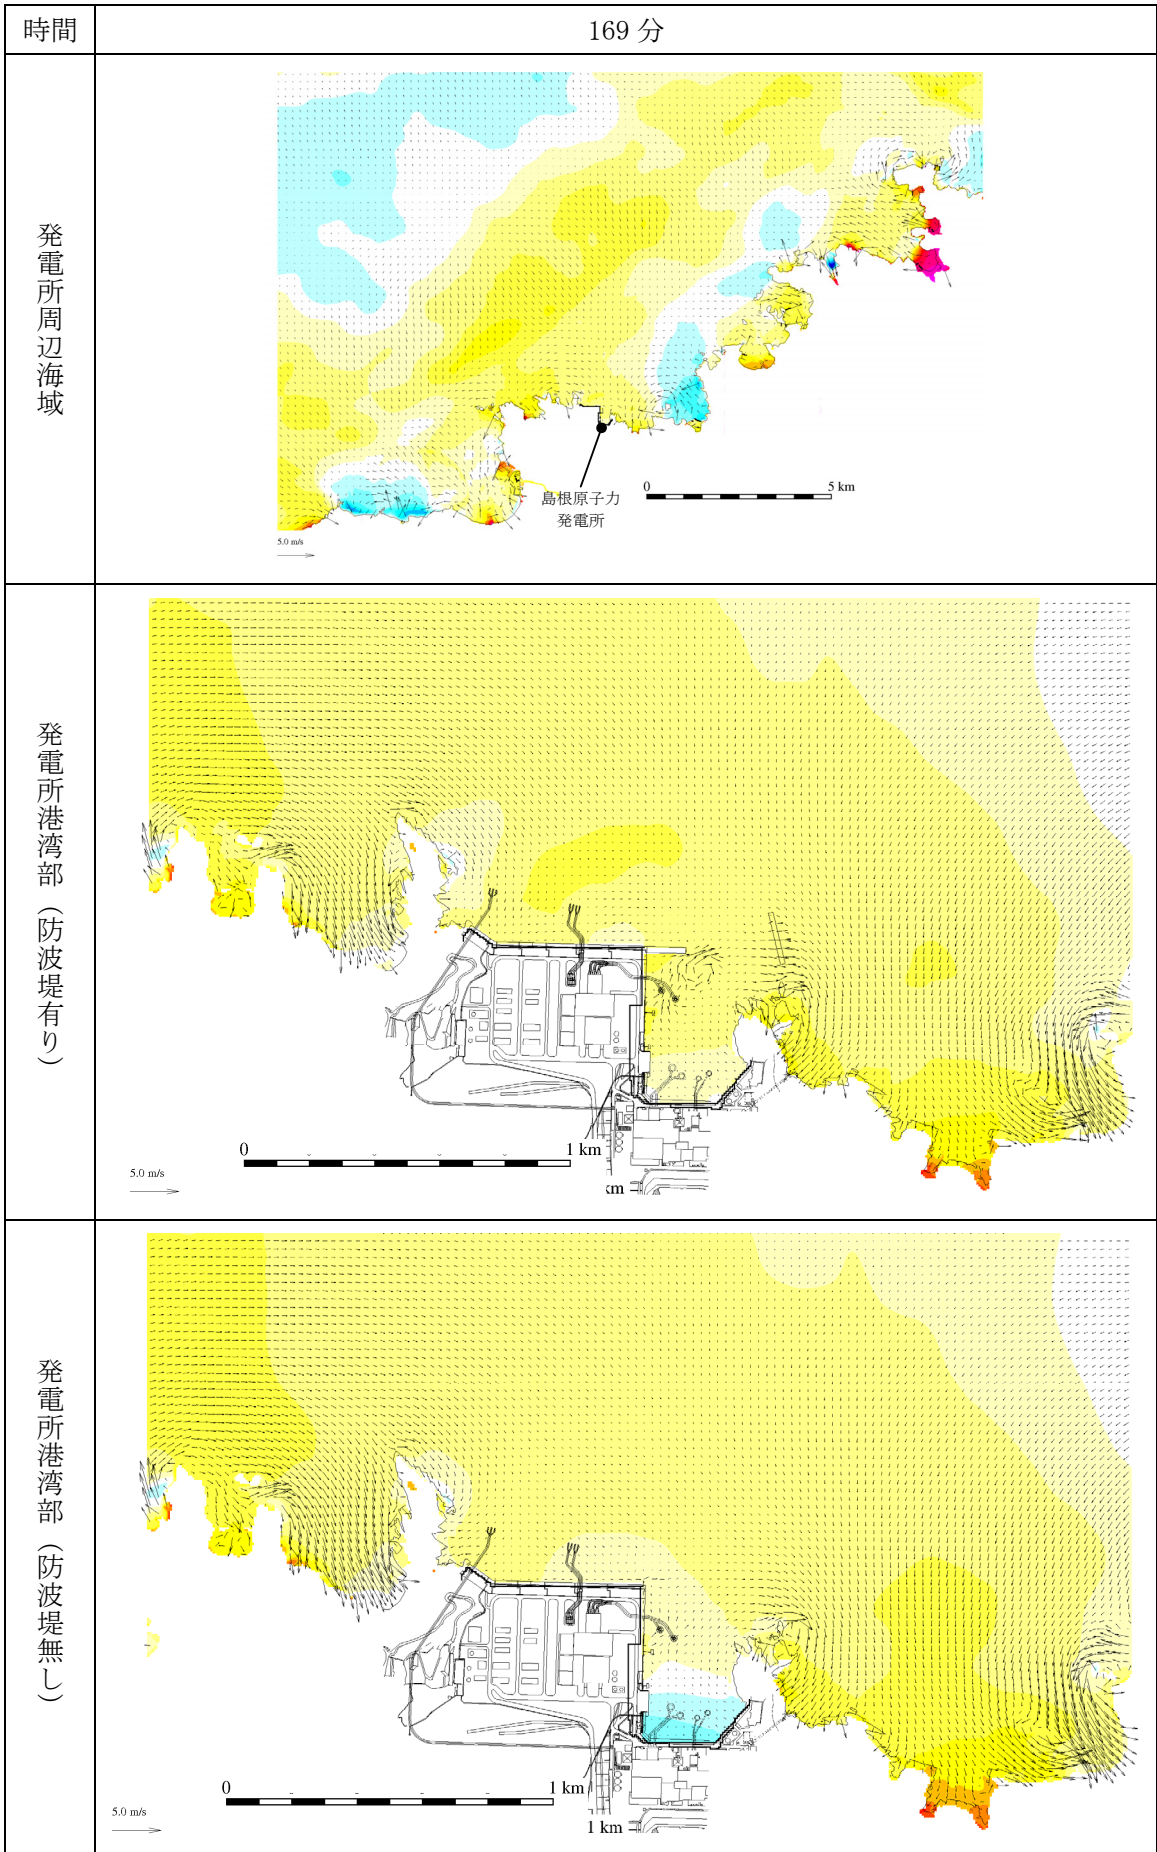 時間
169 分
発電所周辺海域
島根原子力
発電所
0
5 km
5.0 m/s
発電所港湾部（防波堤有り）
0
1 km
5.0 m/s
km
発電所港湾部（防波堤無し）
0
1 km
5.0 m/s
1 km